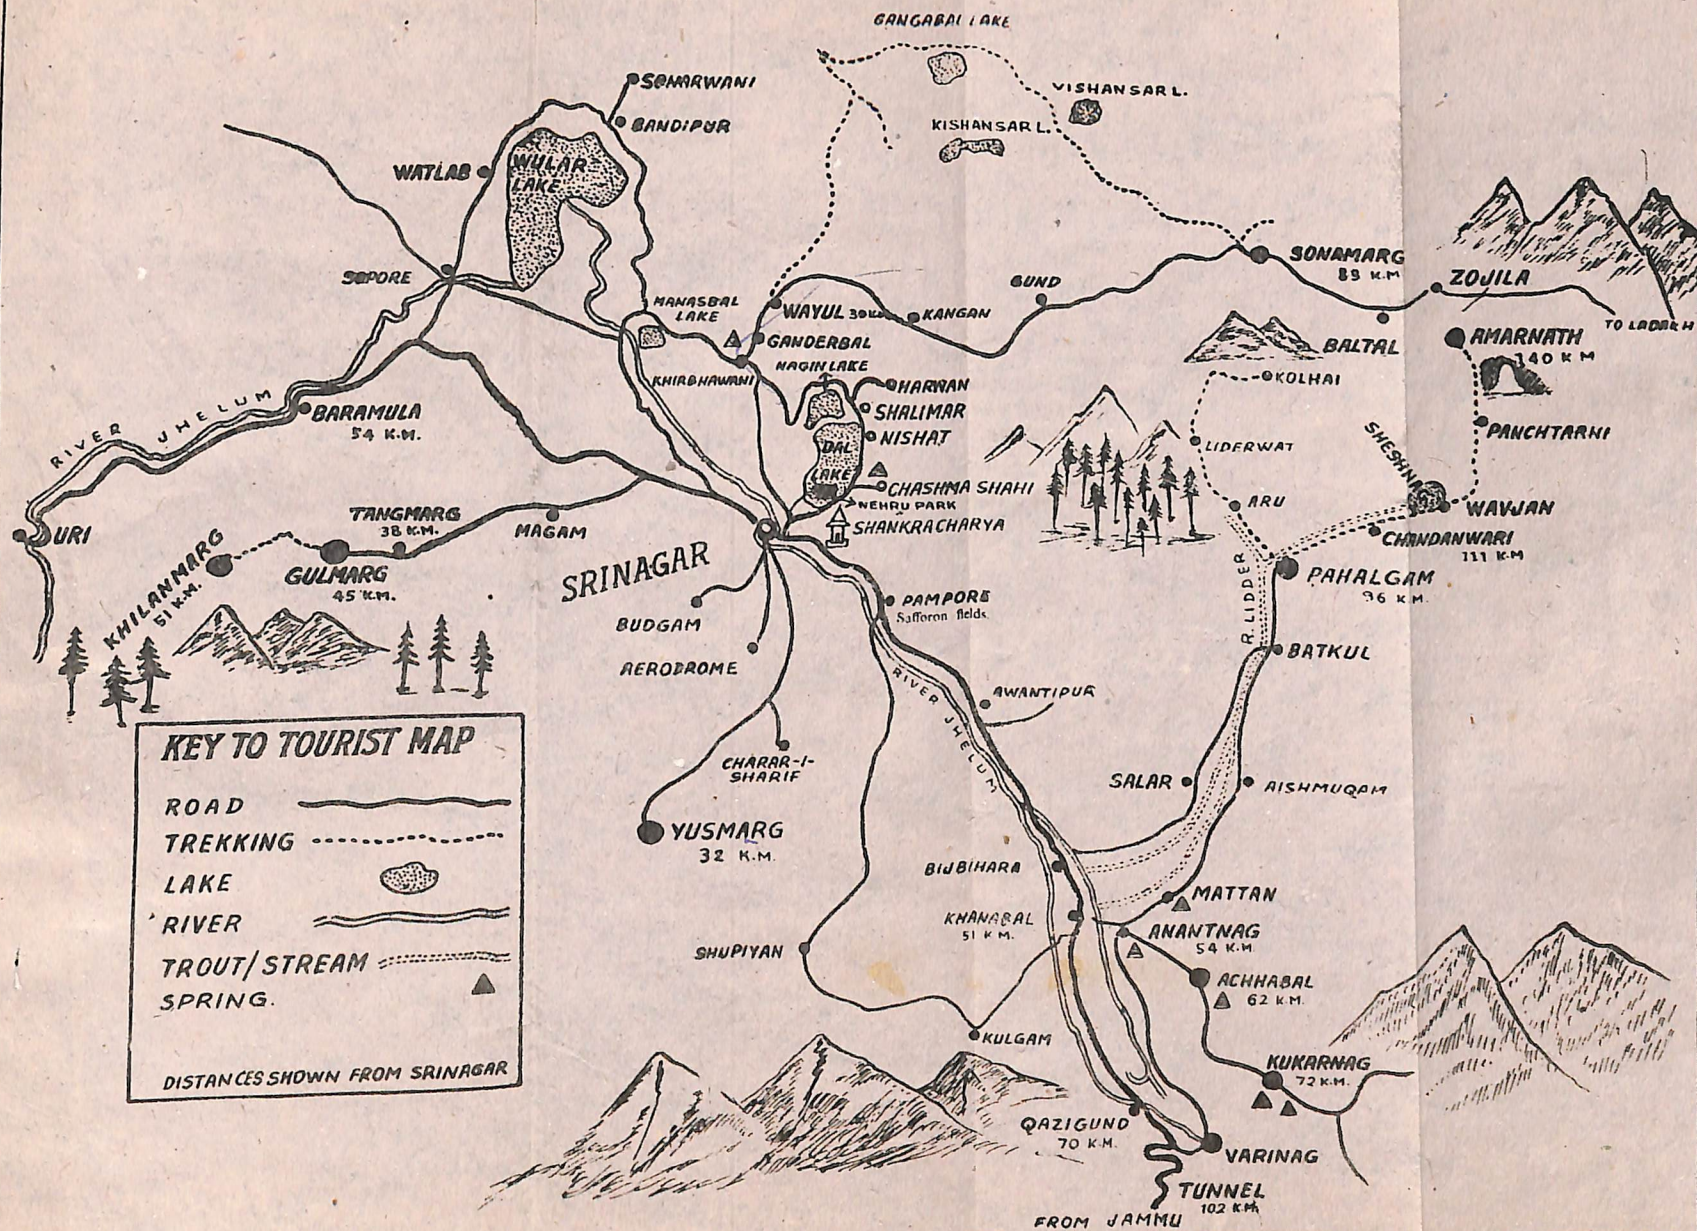 GANGABAL LAKE
SONARWANI
VISHANSAR L.
BANDIPUR
KISHANSAR L.
WATLAB
WULAR
LAKE
SOPORE
SONAMARG
89 K.M
ZOJILA
GUND
MANASBAL
LAKE
WAYUL 30 K.M.
KANGAN
TO LADAKH
AMARNATH
140 K M
GANDERBAL
BALTAL
NAGIN LAKE
KHIRBHAWANI
HARWAN
KOLHAI
RIVER JHELUM
BARAMULA
54 K.M.
SHALIMAR
NISHAT
PANCHTARNI
DAL
LAKE
LIDERWAT
SHESHNAG
CHASHMA SHAHI
NEHRU PARK
ARU
WAVJAN
TANGMARG
38 K.M.
MAGAM
SHANKRACHARYA
CHANDANWARI
111 K.M
URI
KHILANMARG
51 K.M.
GULMARG
45 K.M.
SRINAGAR
PAHALGAM
96 K.M.
R. LIDDER
PAMPORE
Safforon fields.
BUDGAM
AERODROME
BATKUL
RIVER JHELUM
AWANTIPUR
KEY TO TOURIST MAP
CHARAR-I-
SHARIF
SALAR
AISHMUQAM
ROAD
TREKKING
YUSMARG
32 K.M.
LAKE
BIJBIHARA
MATTAN
RIVER
KHANABAL
51 K M.
ANANTNAG
54 K.M.
TROUT/STREAM
SHUPIYAN
SPRING.
ACHHABAL
62 K.M.
KULGAM
DISTANCES SHOWN FROM SRINAGAR
KUKARNAG
72 K.M.
QAZIGUND
70 K.M.
VARINAG
TUNNEL
102 K.M.
FROM JAMMU